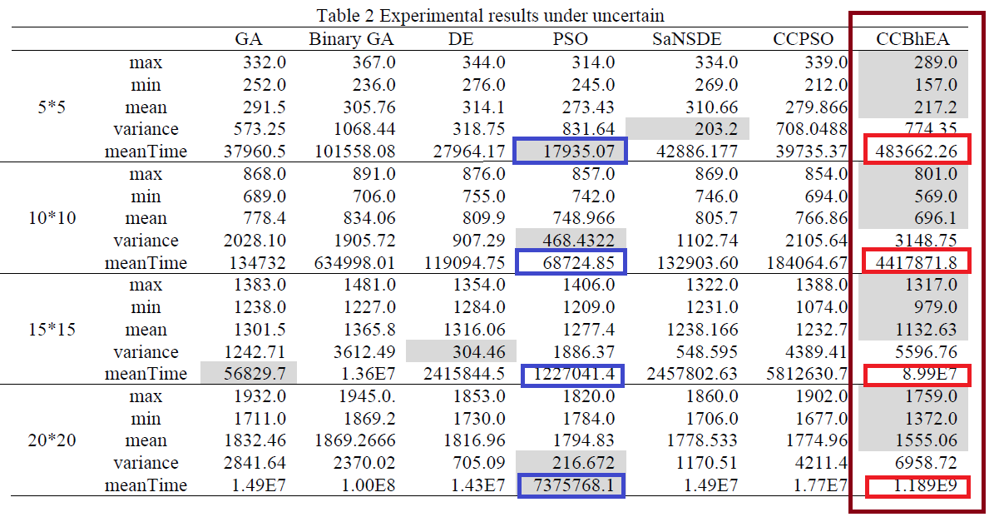 Table 2 Experimental results under uncertain
GA Binary GA DE PSO SaNSDE CCPSO CCBhEA
max 332.0 367.0 344.0 314.0 334.0 339.0 289.0
min 252.0 236.0 276.0 245.0 269.0 212.0 157.0
5*5 mean 291.5 305.76 314.1 273.43 310.66 279.866 217.2
variance 573.25 1068.44 318.75 831.64 203.2 708.0488 774.35
meanTime 37960.5 101558.08 27964.17 17935.07 42886.177 39735.37 483662.26
max 868.0 891.0 876.0 857.0 869.0 854.0 801.0
min 689.0 706.0 755.0 742.0 746.0 694.0 569.0
10*10 mean 778.4 834.06 809.9 748.966 805.7 766.86 696.1
variance 2028.10 1905.72 907.29 468.4322 1102.74 2105.64 3148.75
meanTime 134732 634998.01 119094.75 68724.85 132903.60 184064.67 4417871.8
max 1383.0 1481.0 1354.0 1406.0 1322.0 1388.0 1317.0
min 1238.0 1227.0 1284.0 1209.0 1231.0 1074.0 979.0
15*15 mean 1301.5 1365.8 1316.06 1277.4 1238.166 1232.7 1132.63
variance 1242.71 3612.49 304.46 1886.37 548.595 4389.41 5596.76
meanTime 56829.7 1.36E7 2415844.5 1227041.4 2457802.63 5812630.7 8.99E7
max 1932.0 1945.0. 1853.0 1820.0 1860.0 1902.0 1759.0
min 1711.0 1869.2 1730.0 1784.0 1706.0 1677.0 1372.0
20*20 mean 1832.46 1869.2666 1816.96 1794.83 1778.533 1774.96 1555.06
variance 2841.64 2370.02 705.09 216.672 1170.51 4211.4 6958.72
meanTime 1.49E7 1.00E8 1.43E7 7375768.1 1.49E7 1.77E7 1.189E9